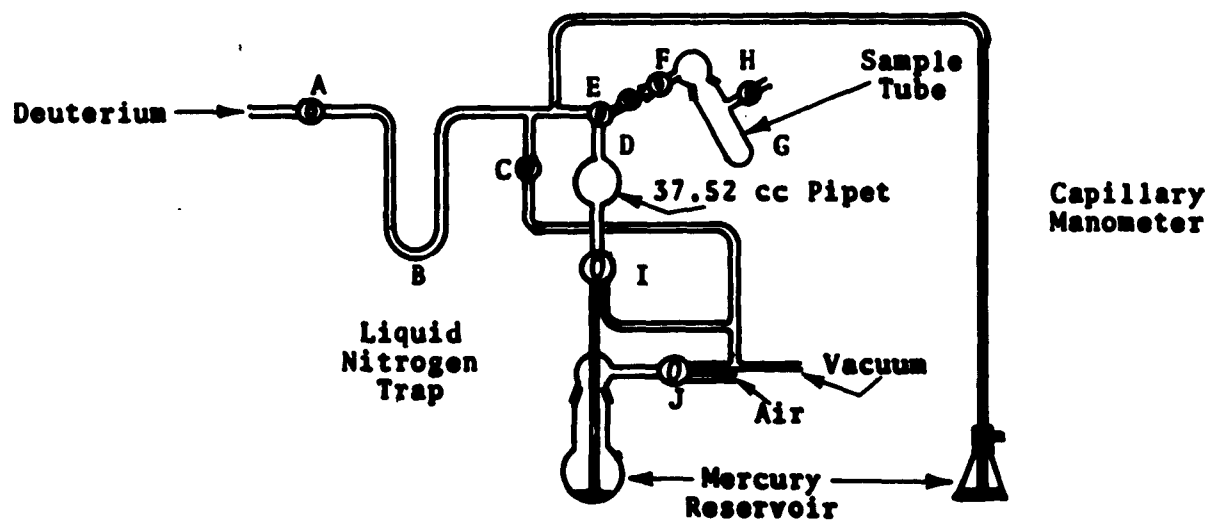 A
Deuterium
B
C
Liquid
Nitrogen
Trap
E
D
F
H
Sample
Tube
G
37.52 cc Pipet
I
Capillary
Manometer
Vacuum
J
Air
Mercury
Reservoir